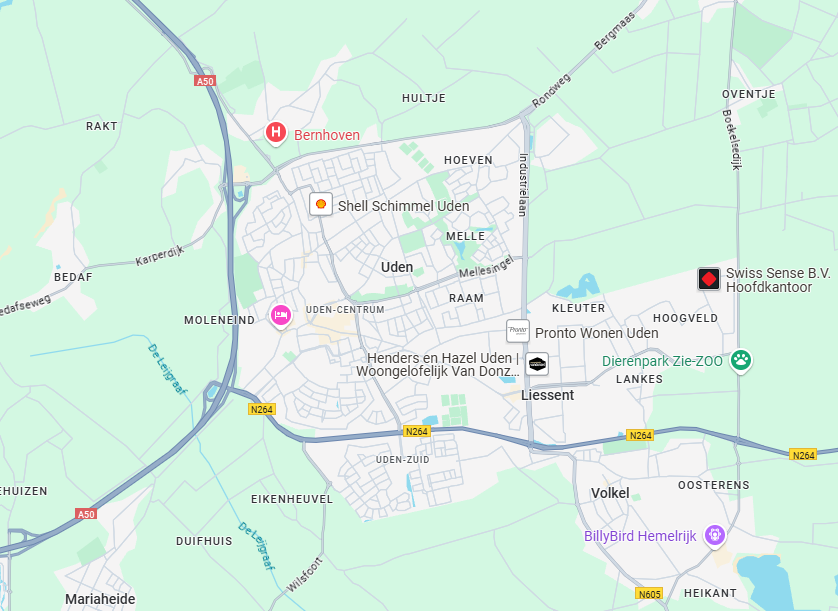 Bergmaas
A50
Rondweg
OVENTJE
HULTJE
RAKT
H
Bernhoven
Boekelsedijk
HOEVEN
Industrielaan
Shell Schimmel Uden
MELLE
Karperdijk
Uden
Mellesingel
BEDAF
Swiss Sense B.V.
Hoofdkantoor
edafseweg
RAAM
UDEN-CENTRUM
KLEUTER
MOLENEIND
HOOGVELD
Pronto
Pronto Wonen Uden
Henders en Hazel Uden |
Woongelofelijk Van Donz...
Dierenpark Zie-ZOO
De Leijgraaf
LANKES
Liessent
N264
N264
N264
N264
UDEN-ZUID
EHUIZEN
Volkel
OOSTERENS
EIKENHEUVEL
A50
DUIFHUIS
De Leijgraaf
BillyBird Hemelrijk
Wilsfoort
Mariaheide
N605
HEIKANT